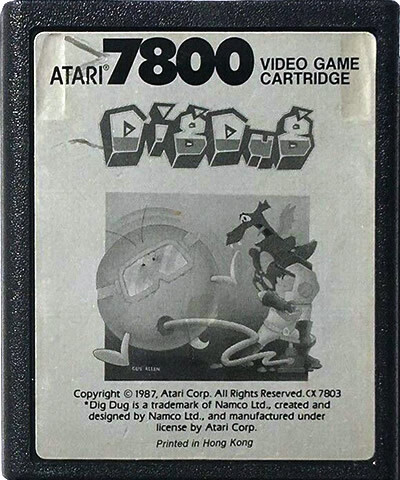 ATARI® 7800 VIDEO GAME
CARTRIDGE
Dig Dug
GUS ALLEN
Copyright © 1987, Atari Corp. All Rights Reserved. CX 7803
*Dig Dug is a trademark of Namco Ltd., created and
designed by Namco Ltd., and manufactured under
license by Atari Corp.
Printed in Hong Kong